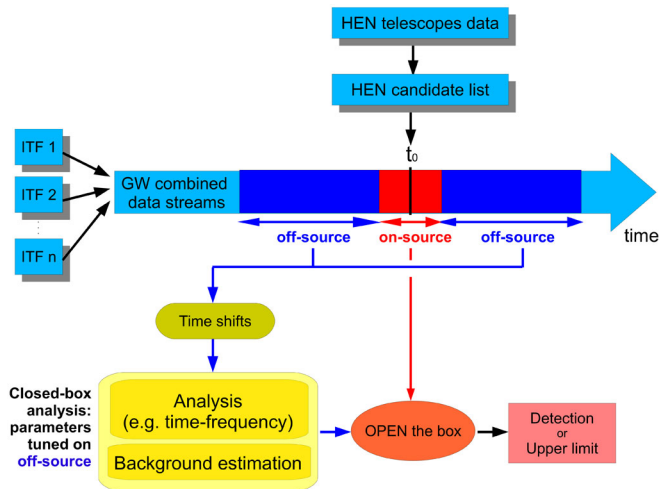 HEN telescopes data
HEN candidate list
t₀
ITF 1
ITF 2
ITF n
GW combined
data streams
time
off-source
on-source
off-source
Time shifts
Closed-box
analysis:
parameters
tuned on
off-source
Analysis
(e.g. time-frequency)
Background estimation
OPEN the box
Detection
or
Upper limit